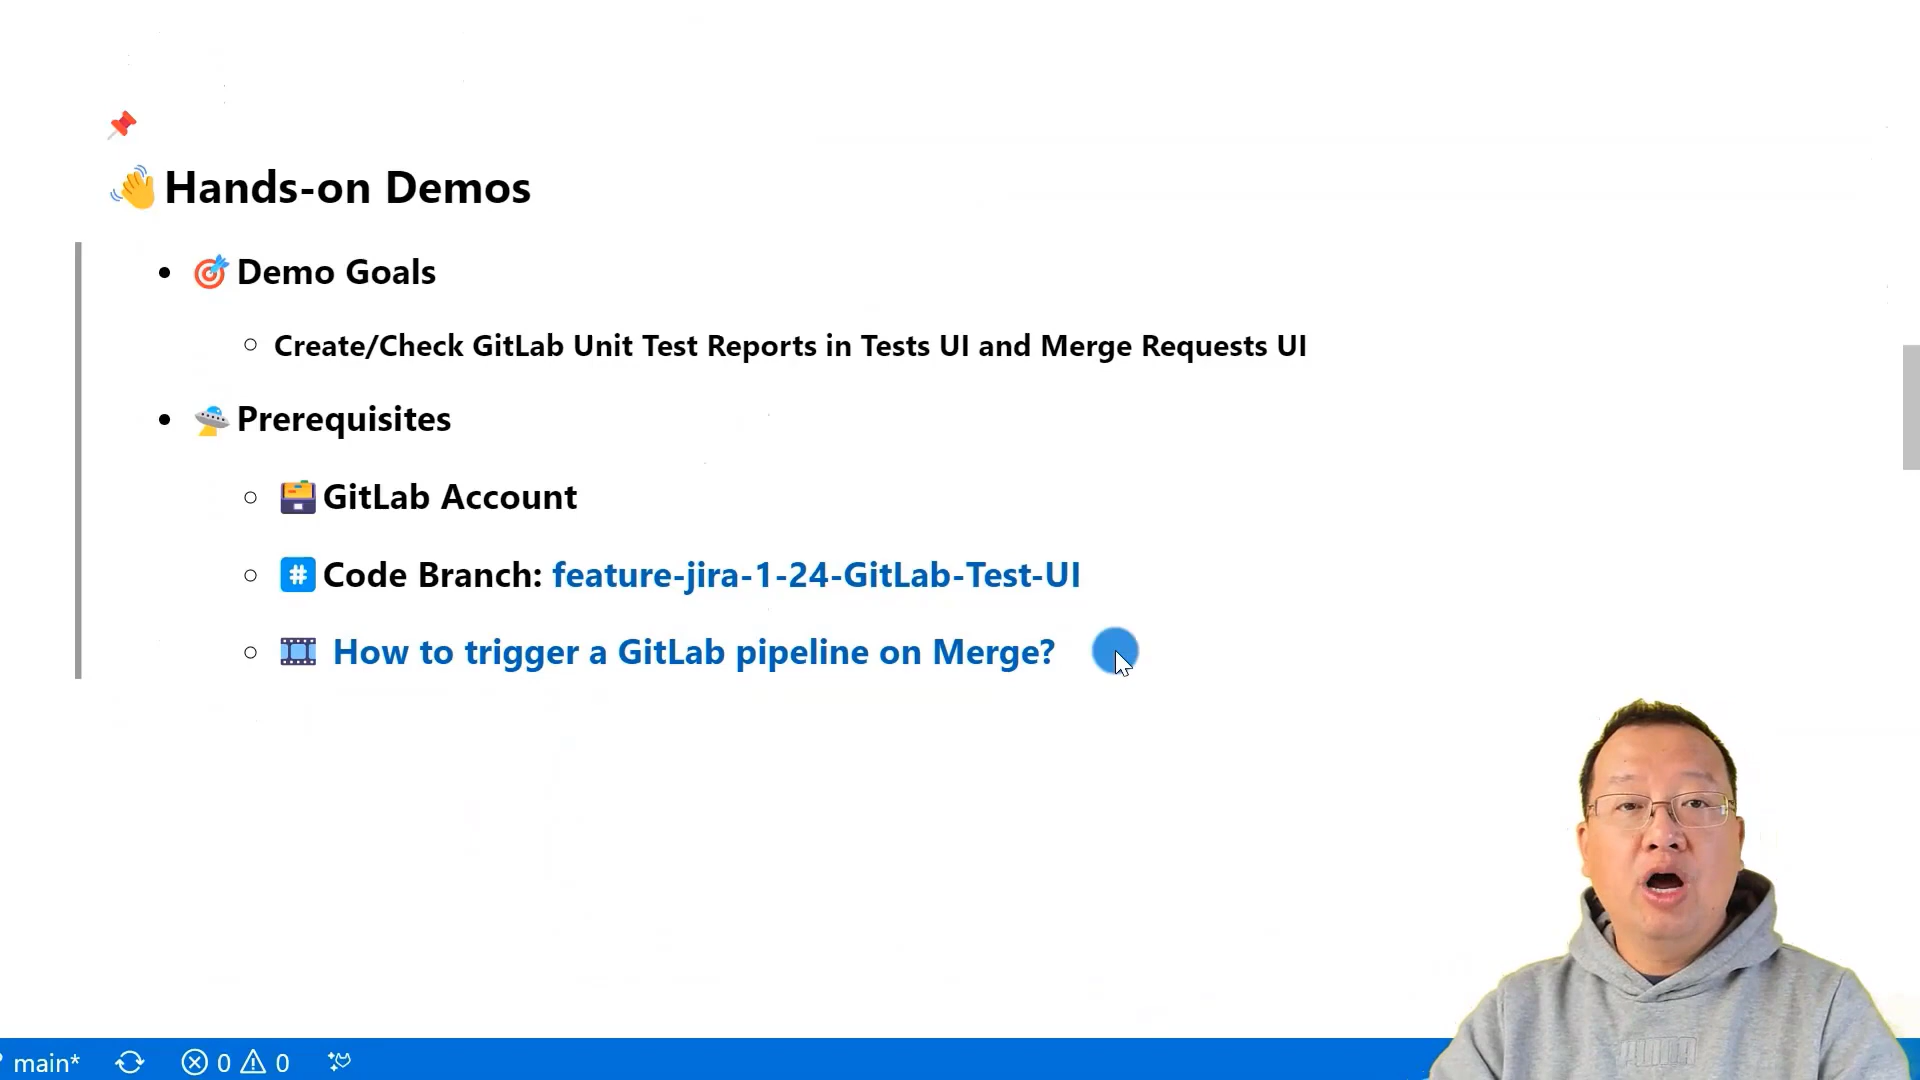 Hands-on Demos
Demo Goals
Create/Check GitLab Unit Test Reports in Tests UI and Merge Requests UI
Prerequisites
GitLab Account
# Code Branch: feature-jira-1-24-GitLab-Test-UI
How to trigger a GitLab pipeline on Merge?
main* 0 0
PUMA